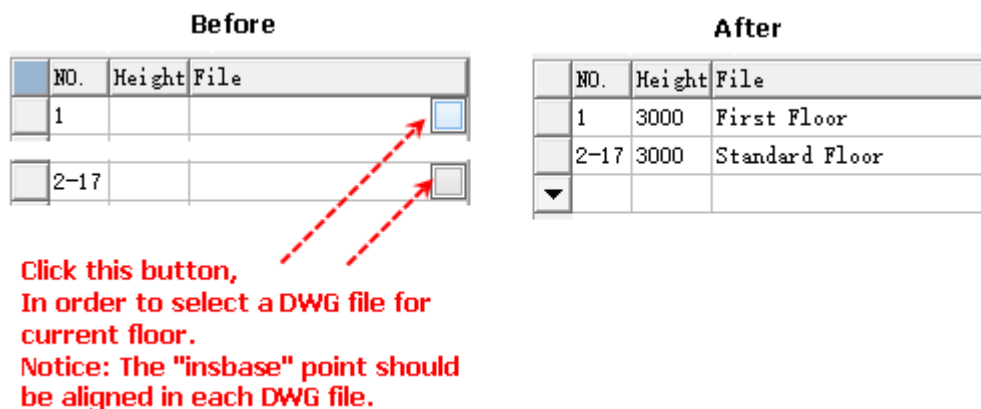 Before
NO. Height File
1
2-17
Click this button,
In order to select a DWG file for
current floor.
Notice: The "insbase" point should
be aligned in each DWG file.
After
NO. Height File
1 3000 First Floor
2-17 3000 Standard Floor